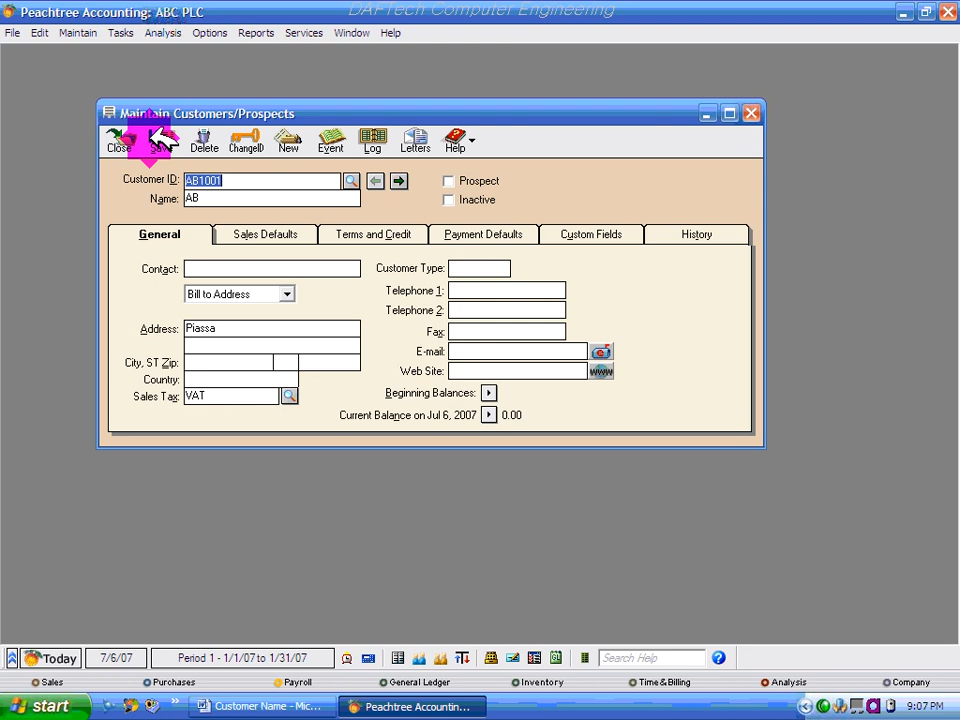 Peachtree Accounting: ABC PLC
DAFTech Computer Engineering
File Edit Maintain Tasks Analysis Options Reports Services Window Help
Maintain Customers/Prospects
Close Save Delete ChangeID New Event Log Letters Help
Customer ID: AB1001 Prospect
Name: AB Inactive
General Sales Defaults Terms and Credit Payment Defaults Custom Fields History
Contact: Customer Type:
Bill to Address Telephone 1:
Telephone 2:
Address: Piassa Fax:
E-mail:
City, ST Zip: Web Site: www
Country:
Sales Tax: VAT Beginning Balances:
Current Balance on Jul 6, 2007 0.00
Today 7/6/07 Period 1 - 1/1/07 to 1/31/07 Search Help
Sales Purchases Payroll General Ledger Inventory Time & Billing Analysis Company
start Customer Name - Mic... Peachtree Accountin... 9:07 PM